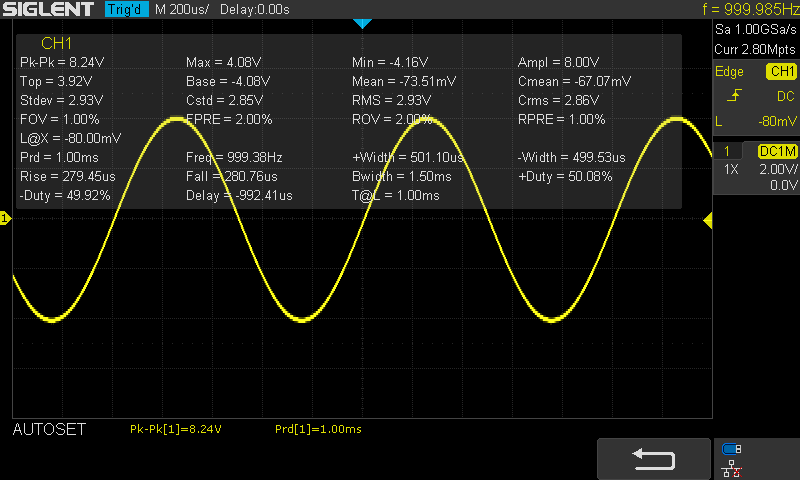 SIGLENT Trig'd M 200us/ Delay:0.00s f = 999.985Hz
Sa 1.00GSa/s
Curr 2.80Mpts
Edge CH1
DC
L -80mV
1 DC1M
1X 2.00V/
0.0V
CH1
Pk-Pk = 8.24V Max = 4.08V Min = -4.16V Ampl = 8.00V
Top = 3.92V Base = -4.08V Mean = -73.51mV Cmean = -67.07mV
Stdev = 2.93V Cstd = 2.85V RMS = 2.93V Crms = 2.86V
FOV = 1.00% FPRE = 2.00% ROV = 2.00% RPRE = 1.00%
L@X = -80.00mV
Prd = 1.00ms Freq = 999.38Hz +Width = 501.10us -Width = 499.53us
Rise = 279.45us Fall = 280.76us Bwidth = 1.50ms +Duty = 50.08%
-Duty = 49.92% Delay = -992.41us T@L = 1.00ms
1
AUTOSET Pk-Pk[1]=8.24V Prd[1]=1.00ms